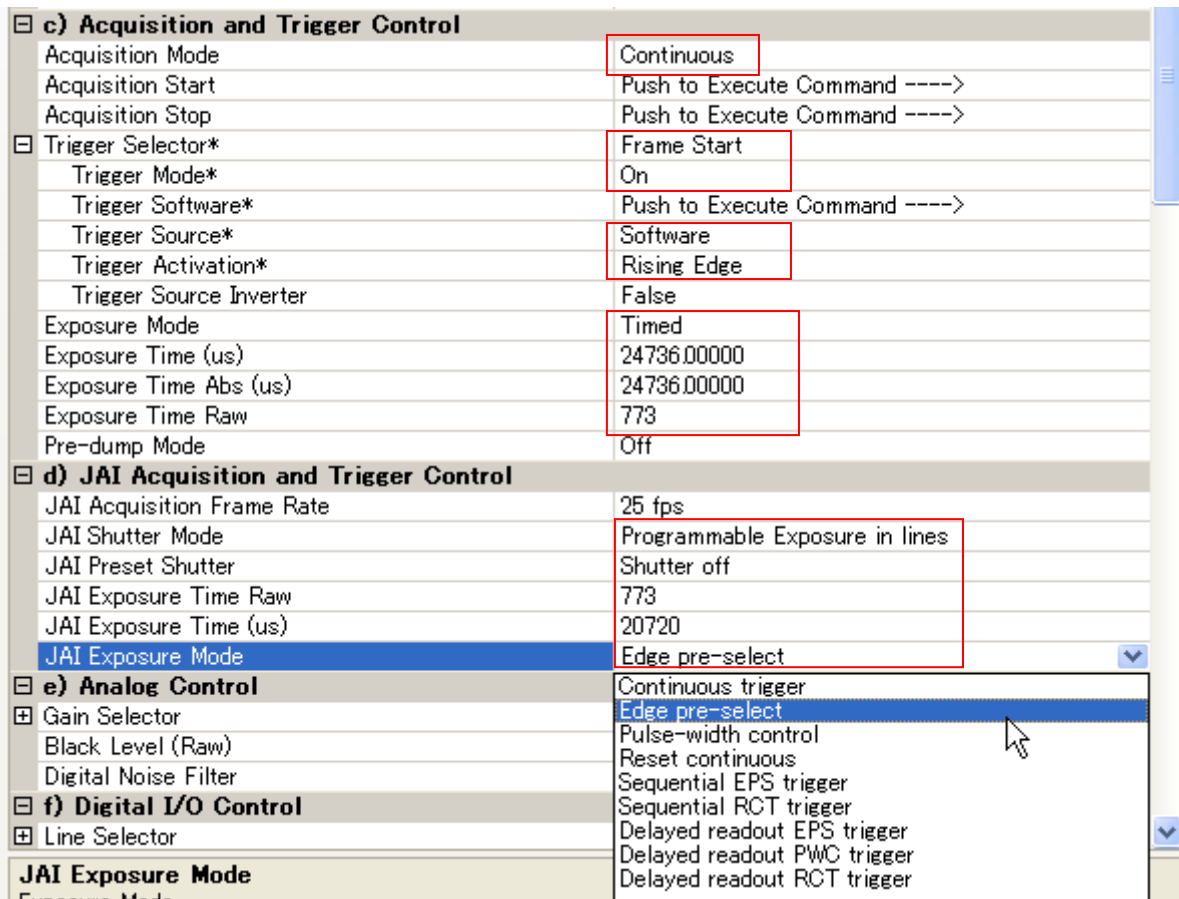 c) Acquisition and Trigger Control
Acquisition Mode Continuous
Acquisition Start Push to Execute Command ---->
Acquisition Stop Push to Execute Command ---->
Trigger Selector* Frame Start
Trigger Mode* On
Trigger Software* Push to Execute Command ---->
Trigger Source* Software
Trigger Activation* Rising Edge
Trigger Source Inverter False
Exposure Mode Timed
Exposure Time (us) 24736.00000
Exposure Time Abs (us) 24736.00000
Exposure Time Raw 773
Pre-dump Mode Off
d) JAI Acquisition and Trigger Control
JAI Acquisition Frame Rate 25 fps
JAI Shutter Mode Programmable Exposure in lines
JAI Preset Shutter Shutter off
JAI Exposure Time Raw 773
JAI Exposure Time (us) 20720
JAI Exposure Mode Edge pre-select
e) Analog Control
Gain Selector
Black Level (Raw)
Digital Noise Filter
f) Digital I/O Control
Line Selector
Continuous trigger
Edge pre-select
Pulse-width control
Reset continuous
Sequential EPS trigger
Sequential RCT trigger
Delayed readout EPS trigger
Delayed readout PWC trigger
Delayed readout RCT trigger
JAI Exposure Mode
Exposure Mode